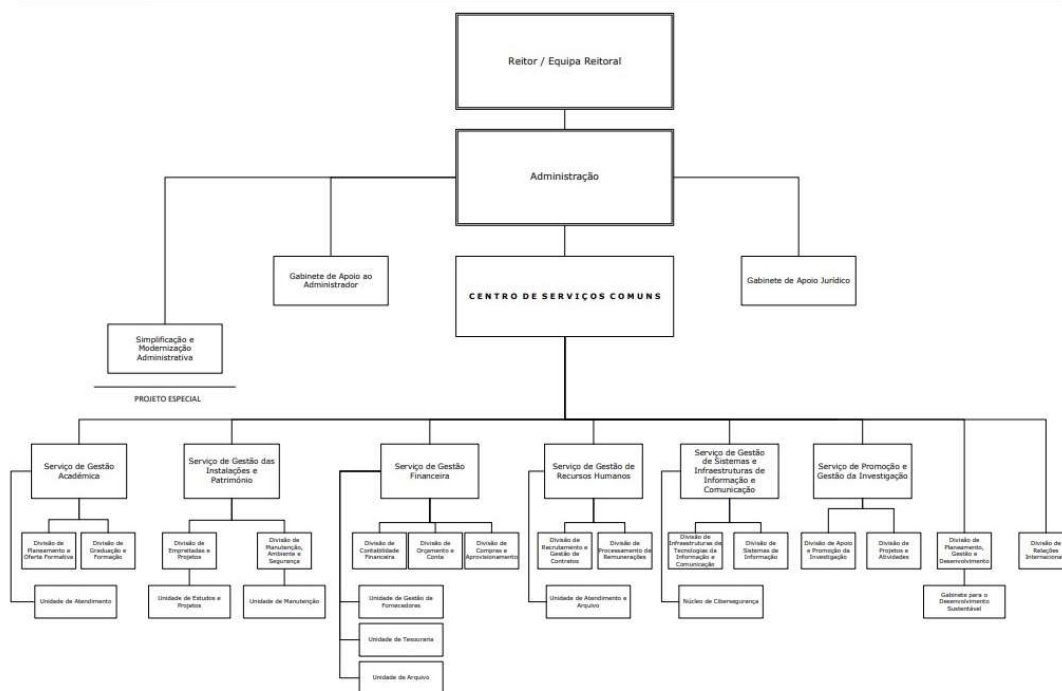 Reitor / Equipa Reitoral
Administração
Gabinete de Apoio ao
Administrador
CENTRO DE SERVIÇOS COMUNS
Gabinete de Apoio Jurídico
Simplificação e
Modernização
Administrativa
PROJETO ESPECIAL
Serviço de Gestão
Académica
Serviço de Gestão das
Instalações e
Património
Serviço de Gestão
Financeira
Serviço de Gestão de
Recursos Humanos
Serviço de Gestão
de Sistemas e
Infraestruturas de
Informação e
Comunicação
Serviço de Promoção e
Gestão da Investigação
Divisão de
Planeamento e
Oferta Formativa
Divisão de
Graduação e
Formação
Divisão de
Empreitadas e
Projetos
Divisão de
Manutenção,
Ambiente e
Segurança
Divisão de
Contabilidade
Financeira
Divisão de
Orçamento e
Conta
Divisão de
Compras e
Aprovisionamento
Divisão de
Recrutamento e
Gestão de
Contratos
Divisão de
Processamento de
Remunerações
Divisão de
Infraestruturas de
Tecnologias da
Informação e
Comunicação
Divisão de
Sistemas de
Informação
Divisão de Apoio
e Promoção da
Investigação
Divisão de
Projetos e
Atividades
Divisão de
Planeamento,
Gestão e
Desenvolvimento
Divisão de
Relações
Internacionai
Unidade de Atendimento
Unidade de Estudos e
Projetos
Unidade de Manutenção
Unidade de Gestão de
Fornecedores
Unidade de Atendimento e
Arquivo
Núcleo de Cibersegurança
Gabinete para o
Desenvolvimento
Sustentável
Unidade de Tesouraria
Unidade de Arquivo